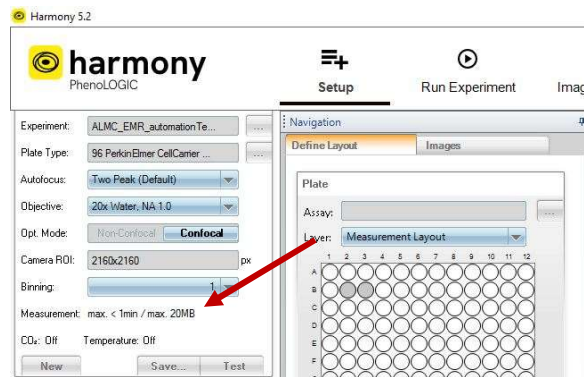 Harmony 5.2
harmony
PhenoLOGIC
Setup
Run Experiment
Imag
Experiment: ALMC_EMR_automationTe... ...
Plate Type: 96 PerkinElmer CellCarrier ... ...
Autofocus: Two Peak (Default)
Objective: 20x Water, NA 1.0
Opt. Mode: Non-Confocal Confocal
Camera ROI: 2160x2160 px
Binning: 1
Measurement: max. < 1min / max. 20MB
CO₂: Off Temperature: Off
New Save... Test
Navigation
Define Layout Images
Plate
Assay: ...
Layer: Measurement Layout
1 2 3 4 5 6 7 8 9 10 11 12
A
B
C
D
E
F